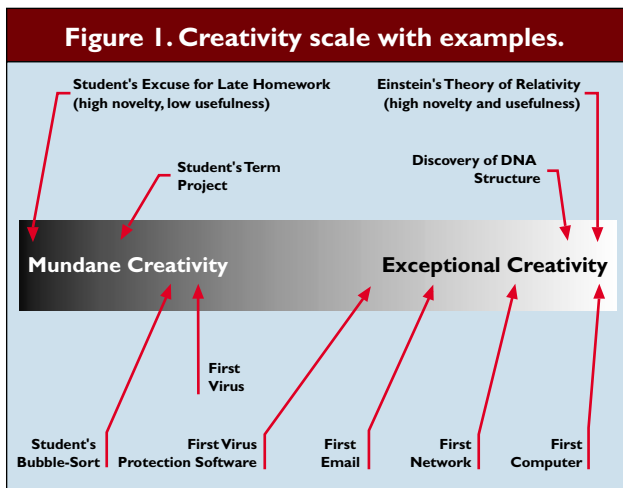 Figure 1. Creativity scale with examples.
Student's Excuse for Late Homework
(high novelty, low usefulness)
Einstein's Theory of Relativity
(high novelty and usefulness)
Student's Term
Project
Discovery of DNA
Structure
Mundane Creativity
Exceptional Creativity
First
Virus
Student's
Bubble-Sort
First Virus
Protection Software
First
Email
First
Network
First
Computer